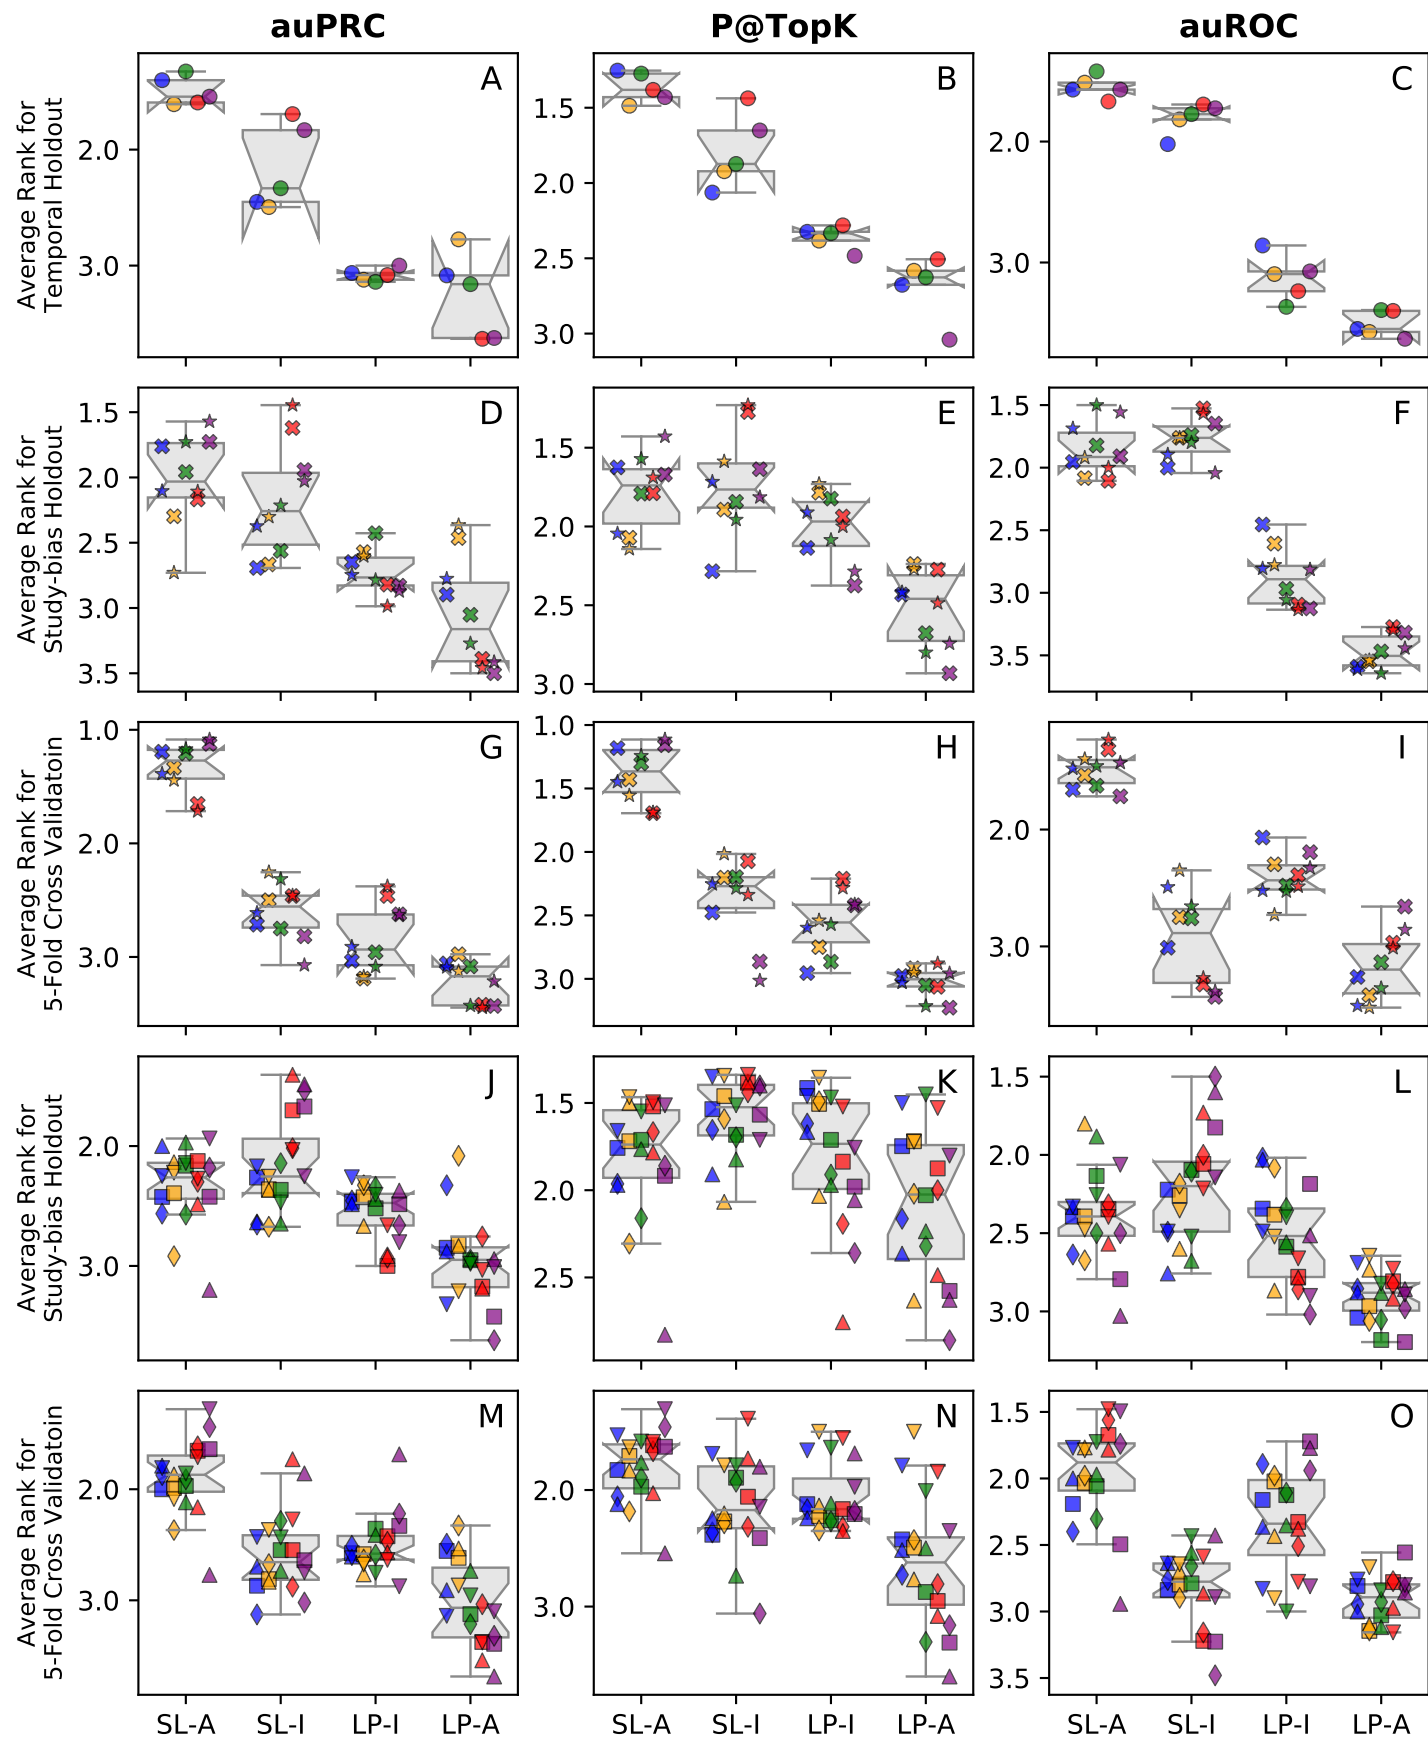 auPRC P@TopK auROC
A B C
Average Rank for
Temporal Holdout
2.0
3.0
1.5
2.0
2.5
3.0
2.0
3.0
D E F
Average Rank for
Study-bias Holdout
1.5
2.0
2.5
3.0
3.5
1.5
2.0
2.5
3.0
1.5
2.0
2.5
3.0
3.5
G H I
Average Rank for
5-Fold Cross Validatoin
1.0
2.0
3.0
1.0
1.5
2.0
2.5
3.0
2.0
3.0
J K L
Average Rank for
Study-bias Holdout
2.0
3.0
1.5
2.0
2.5
1.5
2.0
2.5
3.0
M N O
Average Rank for
5-Fold Cross Validatoin
2.0
3.0
2.0
3.0
1.5
2.0
2.5
3.0
3.5
SL-A SL-I LP-I LP-A SL-A SL-I LP-I LP-A SL-A SL-I LP-I LP-A